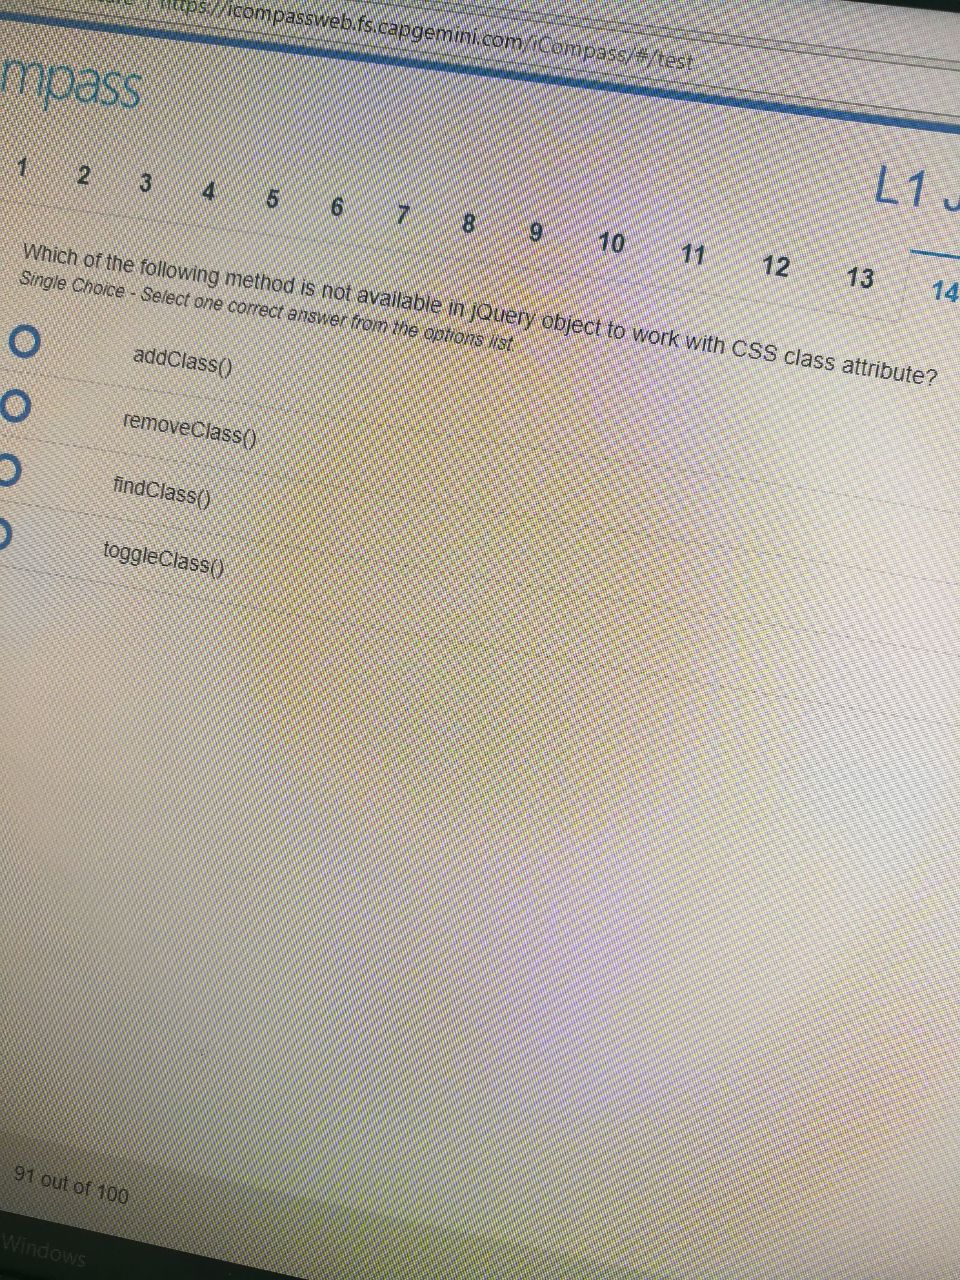 https://icompassweb.fs.capgemini.com/iCompass/#/test
mpass
L1 J
1 2 3 4 5 6 7 8 9 10 11 12 13 14
Which of the following method is not available in jQuery object to work with CSS class attribute?
Single Choice - Select one correct answer from the options list.
addClass()
removeClass()
findClass()
toggleClass()
91 out of 100
Windows